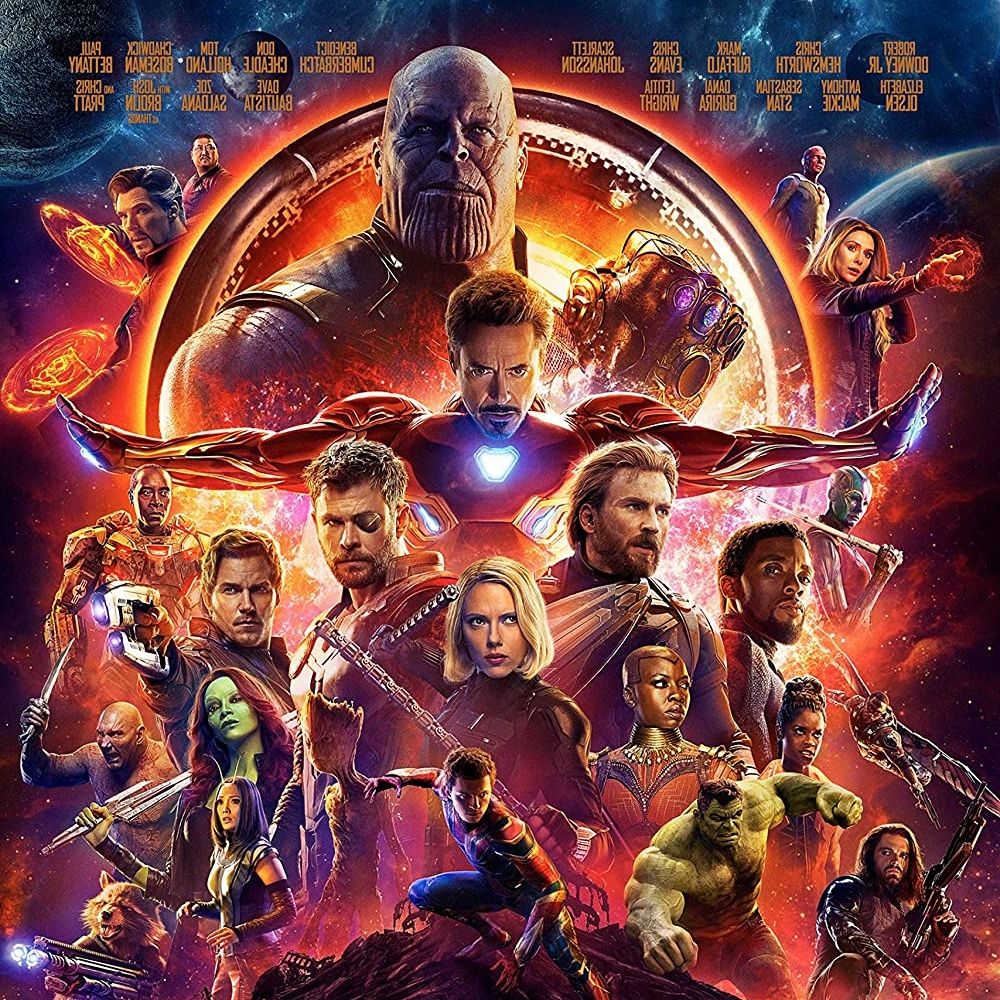 ROBERT
DOWNEY JR.
CHRIS
HEMSWORTH
MARK
RUFFALO
CHRIS
EVANS
SCARLETT
JOHANSSON
BENEDICT
CUMBERBATCH
DON
CHEADLE
TOM
HOLLAND
CHADWICK
BOSEMAN
PAUL
BETTANY
ELIZABETH
OLSEN
ANTHONY
MACKIE
SEBASTIAN
STAN
DANAI
GURIRA
LETITIA
WRIGHT
DAVE
BAUTISTA
ZOE
SALDANA
WITH JOSH
BROLIN
AS THANOS
AND CHRIS
PRATT